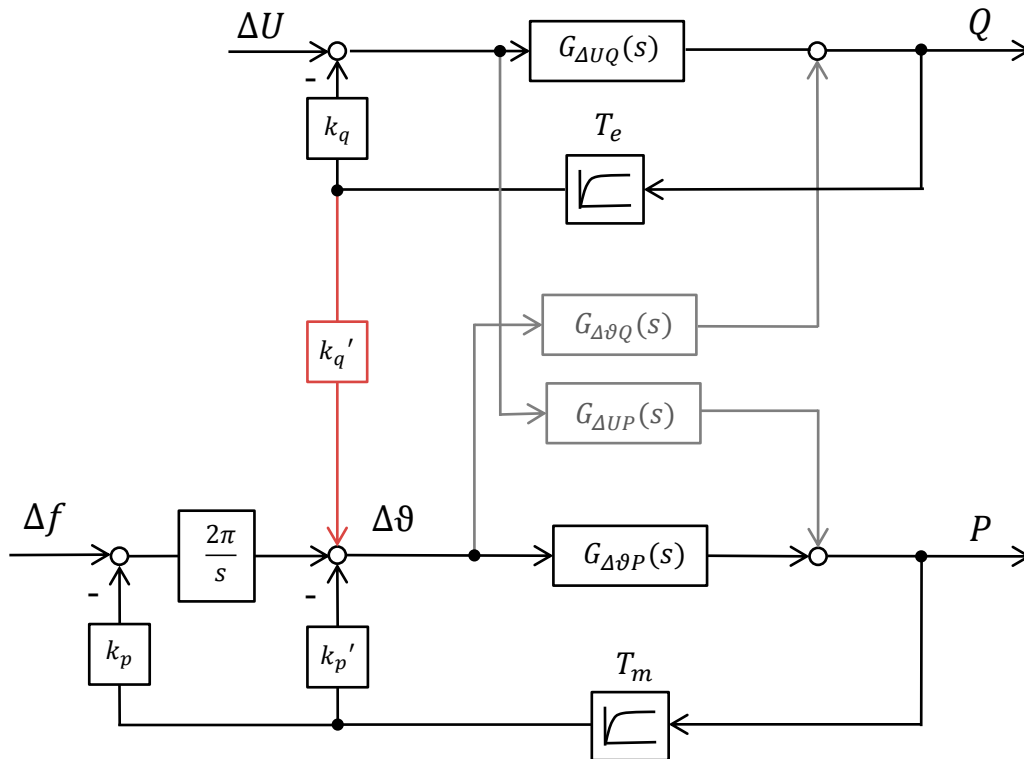 ΔU
Q
G_{ΔUQ}(s)
-
k_q
T_e
G_{ΔϑQ}(s)
k_q′
G_{ΔUP}(s)
Δf
Δϑ
P
2π
s
G_{ΔϑP}(s)
-
-
k_p
k_p′
T_m